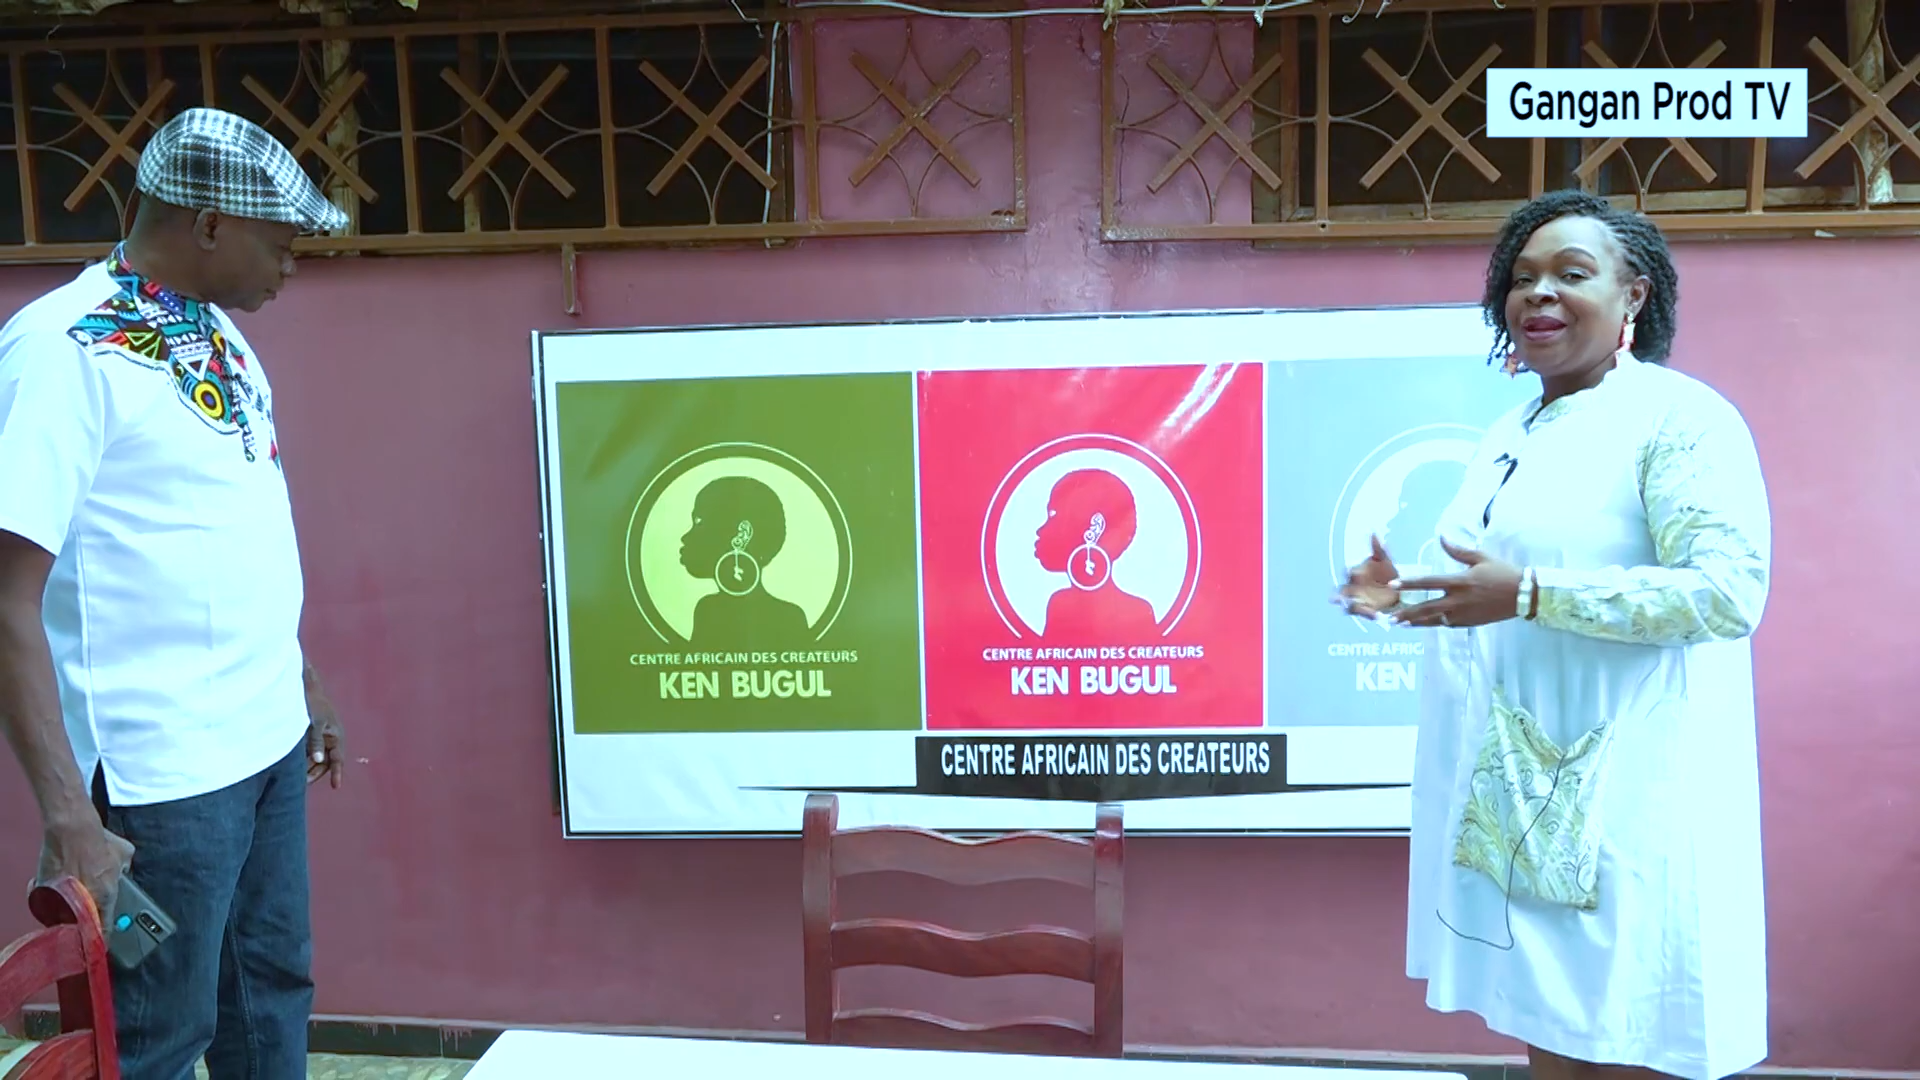 Gangan Prod TV
CENTRE AFRICAIN DES CREATEURS
KEN BUGUL
CENTRE AFRICAIN DES CREATEURS
KEN BUGUL
CENTRE
KEN
CENTRE AFRICAIN DES CREATEURS